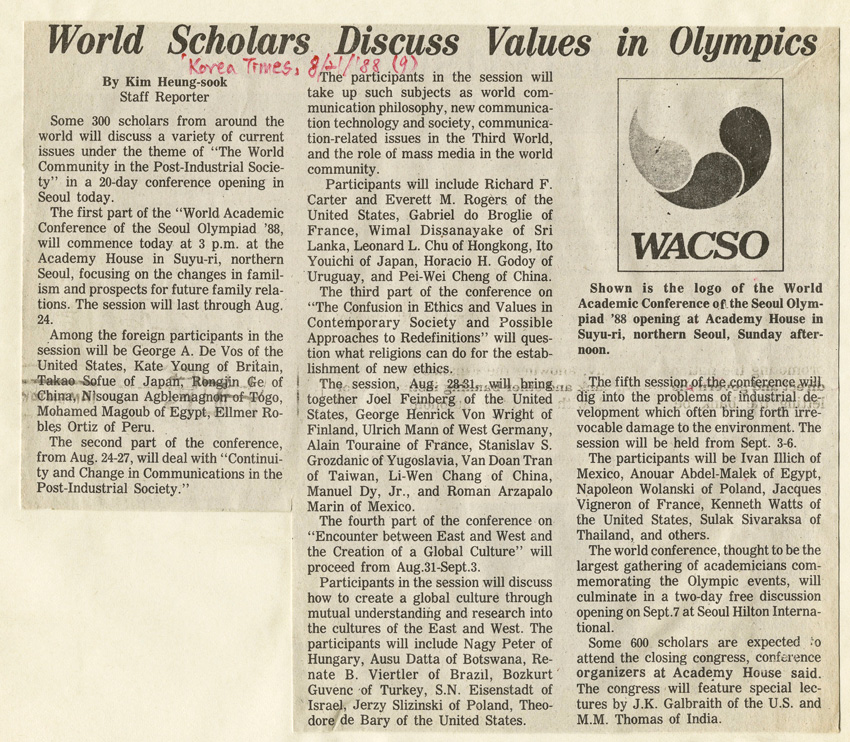 World Scholars Discuss Values in Olympics
Korea Times, 8/21/'88 (9)
By Kim Heung-sook
Staff Reporter
Some 300 scholars from around the
world will discuss a variety of current
issues under the theme of "The World
Community in the Post-Industrial Socie-
ty" in a 20-day conference opening in
Seoul today.
The first part of the "World Academic
Conference of the Seoul Olympiad '88,
will commence today at 3 p.m. at the
Academy House in Suyu-ri, northern
Seoul, focusing on the changes in famil-
ism and prospects for future family rela-
tions. The session will last through Aug.
24.
Among the foreign participants in the
session will be George A. De Vos of the
United States, Kate Young of Britain,
Takao Sofue of Japan, Rongjin Ge of
China, N'sougan Agblemagnon of Togo,
Mohamed Magoub of Egypt, Ellmer Ro-
bles Ortiz of Peru.
The second part of the conference,
from Aug. 24-27, will deal with "Continui-
ty and Change in Communications in the
Post-Industrial Society."
The participants in the session will
take up such subjects as world com-
munication philosophy, new communica-
tion technology and society, communica-
tion-related issues in the Third World,
and the role of mass media in the world
community.
Participants will include Richard F.
Carter and Everett M. Rogers of the
United States, Gabriel do Broglie of
France, Wimal Dissanayake of Sri
Lanka, Leonard L. Chu of Hongkong, Ito
Youichi of Japan, Horacio H. Godoy of
Uruguay, and Pei-Wei Cheng of China.
The third part of the conference on
"The Confusion in Ethics and Values in
Contemporary Society and Possible
Approaches to Redefinitions" will ques-
tion what religions can do for the estab-
lishment of new ethics.
The session, Aug. 28-31, will bring
together Joel Feinberg of the United
States, George Henrick Von Wright of
Finland, Ulrich Mann of West Germany,
Alain Touraine of France, Stanislav S.
Grozdanic of Yugoslavia, Van Doan Tran
of Taiwan, Li-Wen Chang of China,
Manuel Dy, Jr., and Roman Arzapalo
Marin of Mexico.
The fourth part of the conference on
"Encounter between East and West and
the Creation of a Global Culture" will
proceed from Aug.31-Sept.3.
Participants in the session will discuss
how to create a global culture through
mutual understanding and research into
the cultures of the East and West. The
participants will include Nagy Peter of
Hungary, Ausu Datta of Botswana, Re-
nate B. Viertler of Brazil, Bozkurt
Guvenc of Turkey, S.N. Eisenstadt of
Israel, Jerzy Slizinski of Poland, Theo-
dore de Bary of the United States.
WACSO
Shown is the logo of the World
Academic Conference of the Seoul Olym-
piad '88 opening at Academy House in
Suyu-ri, northern Seoul, Sunday after-
noon.
The fifth session of the conference will
dig into the problems of industrial de-
velopment which often bring forth irre-
vocable damage to the environment. The
session will be held from Sept. 3-6.
The participants will be Ivan Illich of
Mexico, Anouar Abdel-Malek of Egypt,
Napoleon Wolanski of Poland, Jacques
Vigneron of France, Kenneth Watts of
the United States, Sulak Sivaraksa of
Thailand, and others.
The world conference, thought to be the
largest gathering of academicians com-
memorating the Olympic events, will
culminate in a two-day free discussion
opening on Sept.7 at Seoul Hilton Interna-
tional.
Some 600 scholars are expected to
attend the closing congress, conference
organizers at Academy House said.
The congress will feature special lec-
tures by J.K. Galbraith of the U.S. and
M.M. Thomas of India.